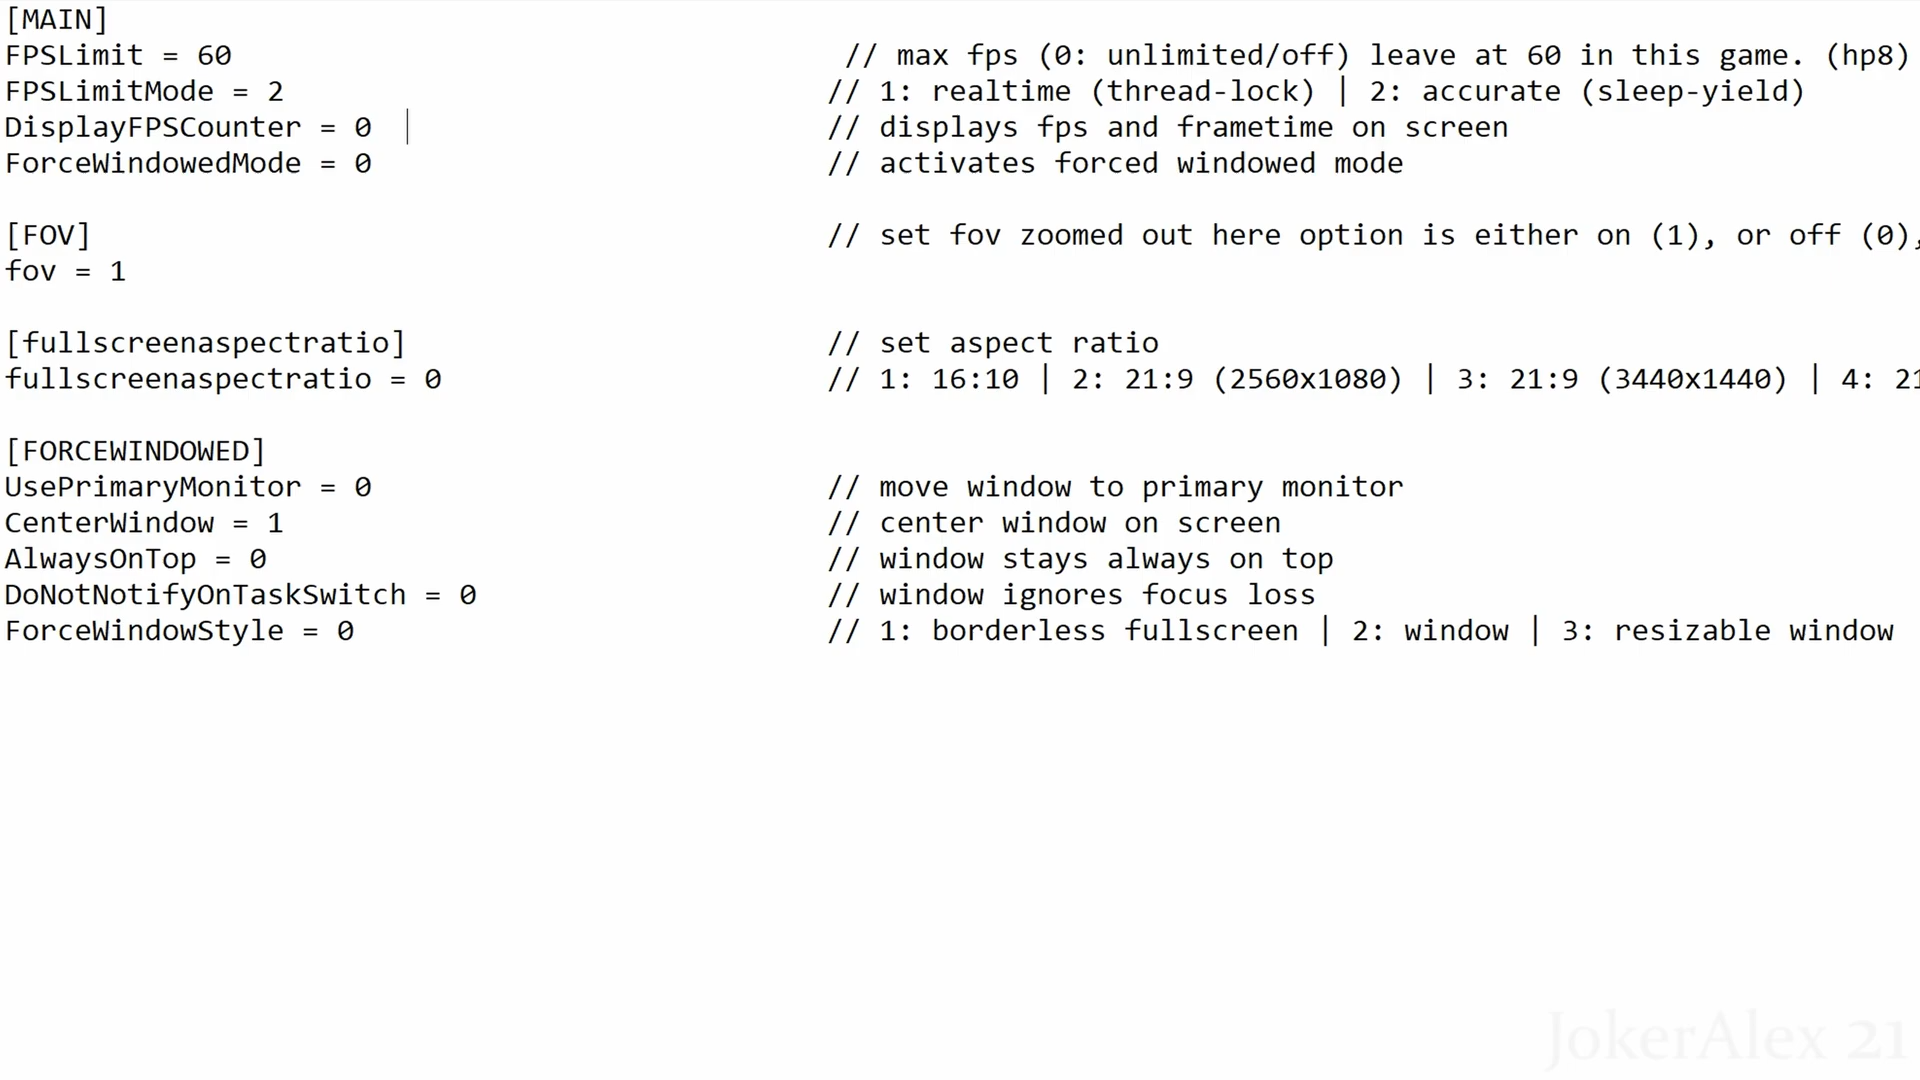 [MAIN]
FPSLimit = 60 // max fps (0: unlimited/off) leave at 60 in this game. (hp8)
FPSLimitMode = 2 // 1: realtime (thread-lock) | 2: accurate (sleep-yield)
DisplayFPSCounter = 0 // displays fps and frametime on screen
ForceWindowedMode = 0 // activates forced windowed mode
[FOV] // set fov zoomed out here option is either on (1), or off (0),
fov = 1
[fullscreenaspectratio] // set aspect ratio
fullscreenaspectratio = 0 // 1: 16:10 | 2: 21:9 (2560x1080) | 3: 21:9 (3440x1440) | 4: 21
[FORCEWINDOWED]
UsePrimaryMonitor = 0 // move window to primary monitor
CenterWindow = 1 // center window on screen
AlwaysOnTop = 0 // window stays always on top
DoNotNotifyOnTaskSwitch = 0 // window ignores focus loss
ForceWindowStyle = 0 // 1: borderless fullscreen | 2: window | 3: resizable window
JokerAlex 21